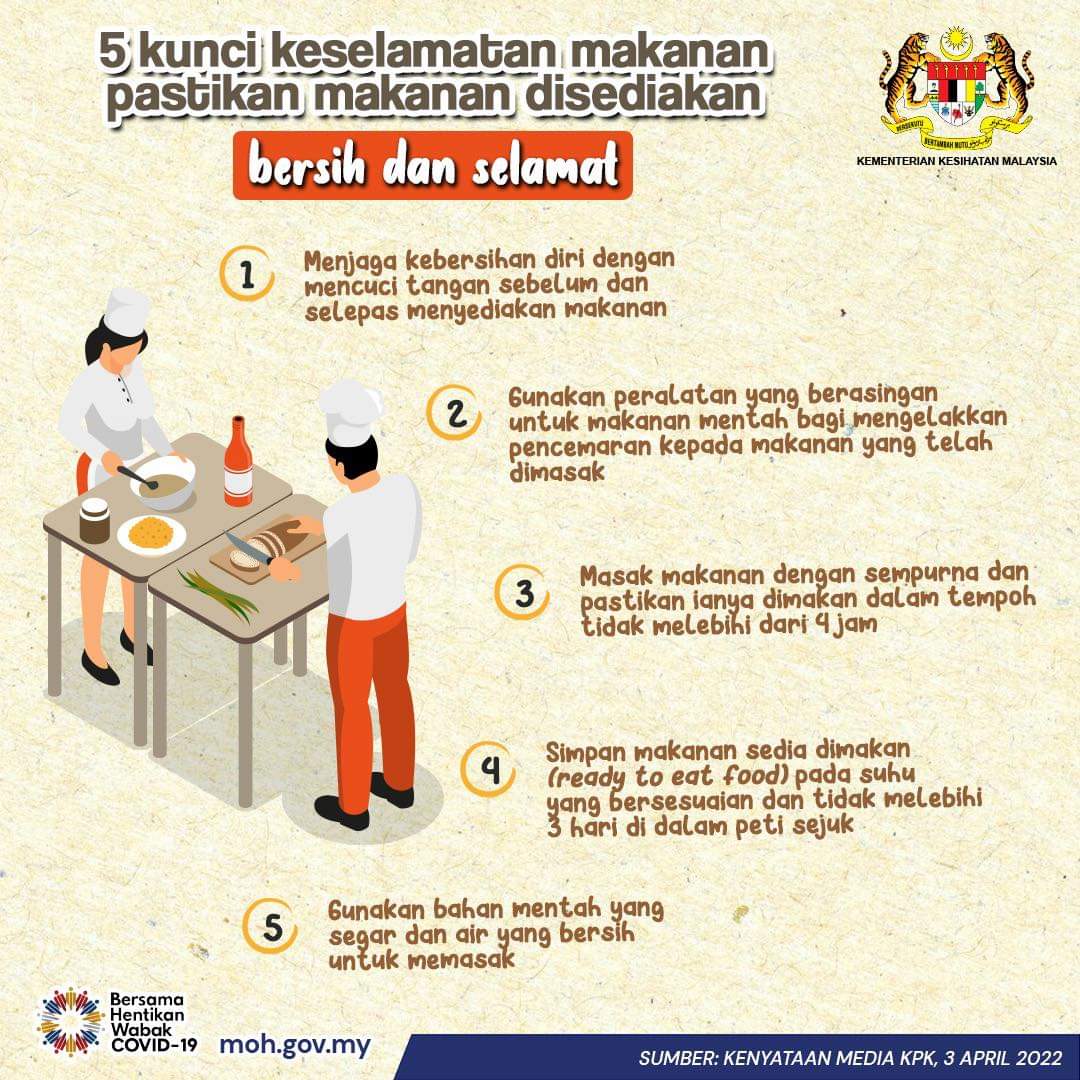 5 kunci keselamatan makanan
pastikan makanan disediakan
bersih dan selamat
BERSEKUTU
BERTAMBAH MUTU
KEMENTERIAN KESIHATAN MALAYSIA
1
Menjaga kebersihan diri dengan
mencuci tangan sebelum dan
selepas menyediakan makanan
2
Gunakan peralatan yang berasingan
untuk makanan mentah bagi mengelakkan
pencemaran kepada makanan yang telah
dimasak
3
Masak makanan dengan sempurna dan
pastikan ianya dimakan dalam tempoh
tidak melebihi dari 4 jam
4
Simpan makanan sedia dimakan
(ready to eat food) pada suhu
yang bersesuaian dan tidak melebihi
3 hari di dalam peti sejuk
5
Gunakan bahan mentah yang
segar dan air yang bersih
untuk memasak
Bersama
Hentikan
Wabak
COVID-19
moh.gov.my
SUMBER: KENYATAAN MEDIA KPK, 3 APRIL 2022